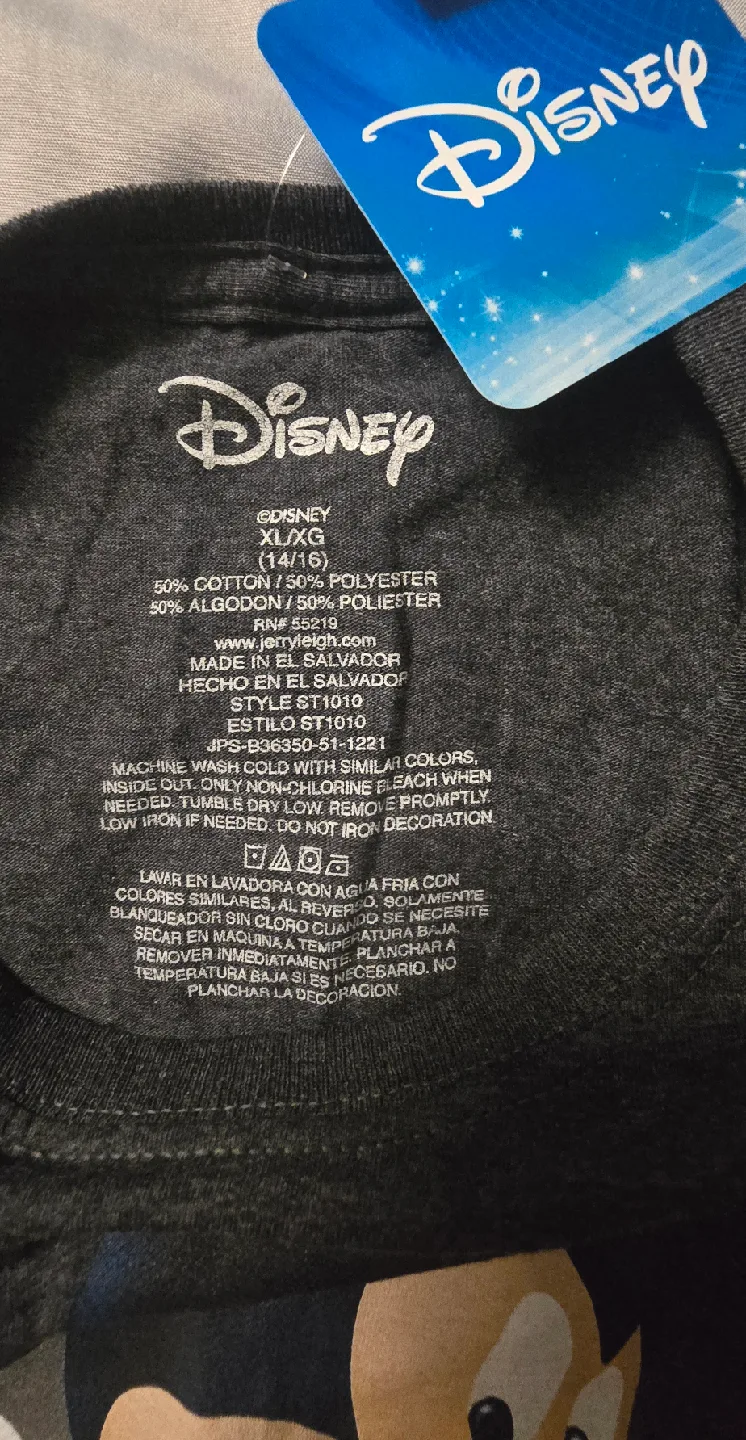 Disney
Disney
©DISNEY
XL/XG
(14/16)
50% COTTON / 50% POLYESTER
50% ALGODON / 50% POLIESTER
RN# 55219
www.jerryleigh.com
MADE IN EL SALVADOR
HECHO EN EL SALVADOR
STYLE ST1010
ESTILO ST1010
JPS-B36350-51-1221
MACHINE WASH COLD WITH SIMILAR COLORS,
INSIDE OUT. ONLY NON-CHLORINE BLEACH WHEN
NEEDED. TUMBLE DRY LOW. REMOVE PROMPTLY.
LOW IRON IF NEEDED. DO NOT IRON DECORATION.
LAVAR EN LAVADORA CON AGUA FRIA CON
COLORES SIMILARES, AL REVERSO. SOLAMENTE
BLANQUEADOR SIN CLORO CUANDO SE NECESITE
SECAR EN MAQUINA A TEMPERATURA BAJA.
REMOVER INMEDIATAMENTE. PLANCHAR A
TEMPERATURA BAJA SI ES NECESARIO. NO
PLANCHAR LA DECORACION.